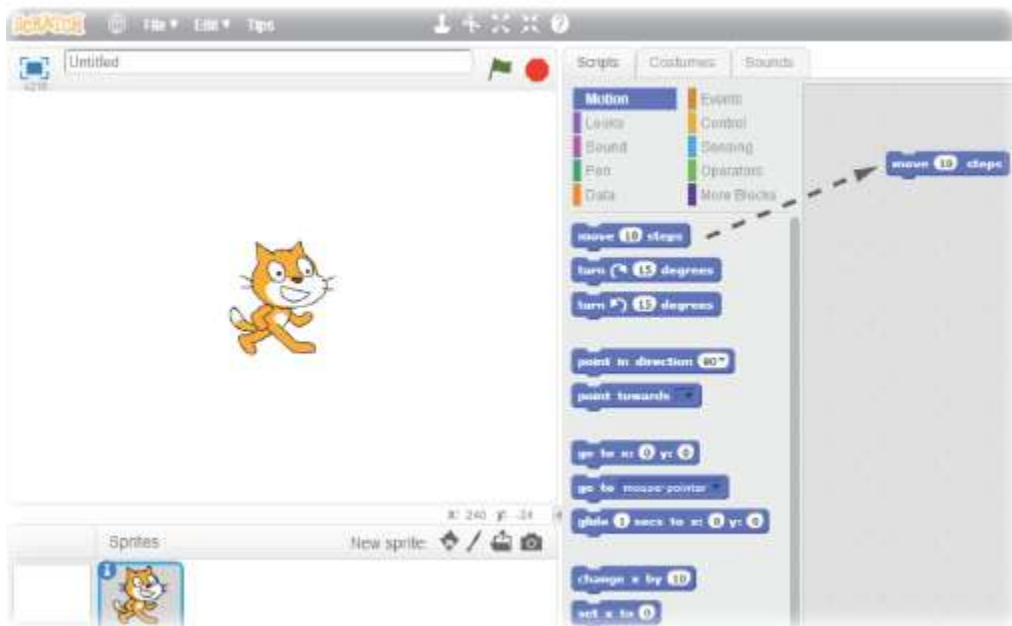 SCRATCH File Edit Tips
Untitled
v218
Scripts Costumes Sounds
Motion Events
Looks Control
Sound Sensing
Pen Operators
Data More Blocks
move 10 steps
move 10 steps
turn 15 degrees
turn 15 degrees
point in direction 90
point towards
go to x: 0 y: 0
go to mouse-pointer
glide 1 secs to x: 0 y: 0
change x by 10
set x to 0
X: 240 y: -24
Sprites New sprite: